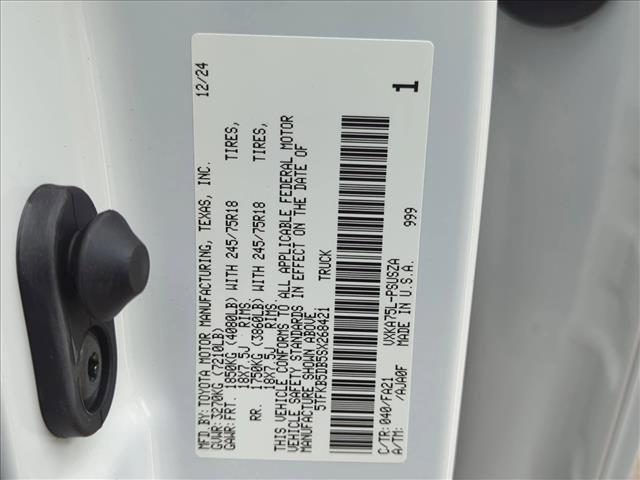 MFD.BY:TOYOTA MOTOR MANUFACTURING, TEXAS, INC. 12/24
GVWR: 3270KG (7210LB)
GAWR: FRT. 1850KG (4080LB) WITH 245/75R18 TIRES,
18X7.5J RIMS.
RR. 1750KG (3860LB) WITH 245/75R18 TIRES,
18X7.5J RIMS.
THIS VEHICLE CONFORMS TO ALL APPLICABLE FEDERAL MOTOR
VEHICLE SAFETY STANDARDS IN EFFECT ON THE DATE OF
MANUFACTURE SHOWN ABOVE.
5TFKB5DB5SX268421 TRUCK
C/TR: 040/FA21 VXKA75L-PSUSZA
A/TM: /AJA0F MADE IN U.S.A. 999 1